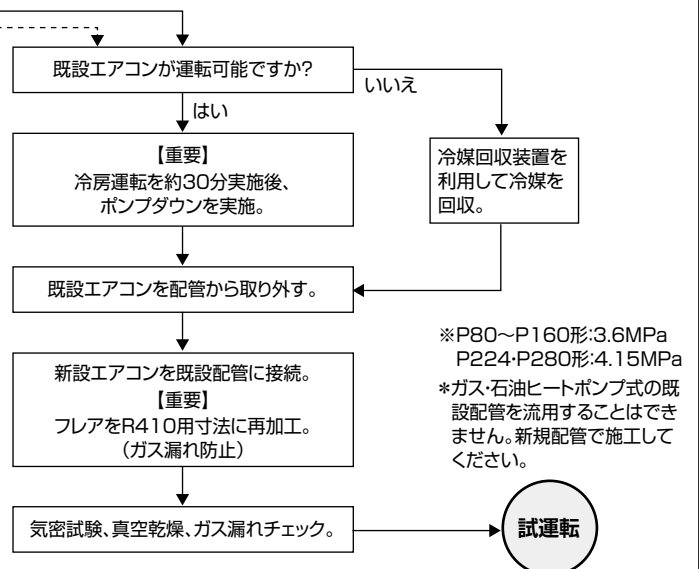 既設エアコンが運転可能ですか?
いいえ
はい
【重要】
冷房運転を約30分実施後、
ポンプダウンを実施。
冷媒回収装置を
利用して冷媒を
回収。
既設エアコンを配管から取り外す。
※P80〜P160形:3.6MPa
P224・P280形:4.15MPa
*ガス・石油ヒートポンプ式の既
設配管を流用することはでき
ません。新規配管で施工して
ください。
新設エアコンを既設配管に接続。
【重要】
フレアをR410用寸法に再加工。
(ガス漏れ防止)
気密試験、真空乾燥、ガス漏れチェック。
試運転